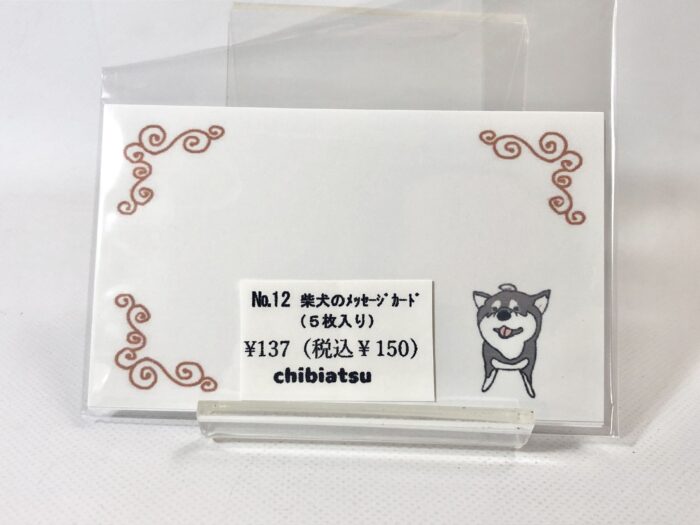 No.12 柴犬のﾒｯｾｰｼﾞｶｰﾄﾞ
(5枚入り)
¥137 (税込¥150)
chibiatsu